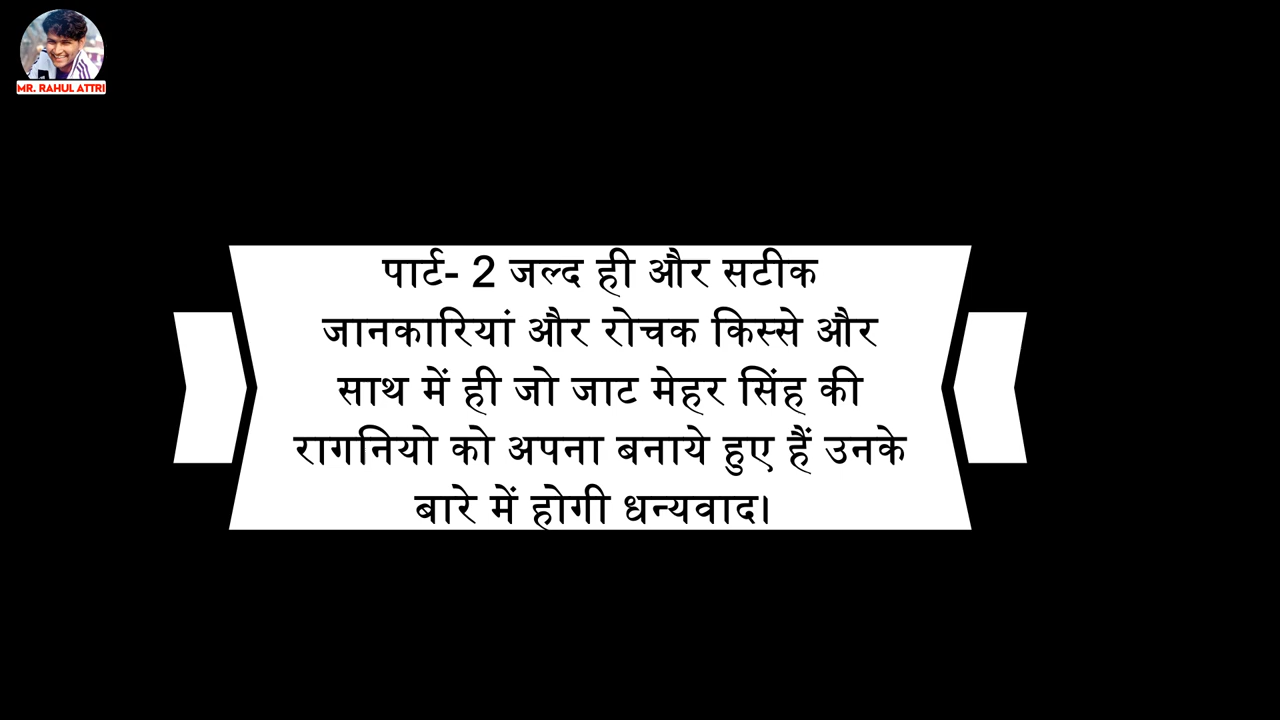 MR. RAHUL ATTRI
पार्ट- 2 जल्द ही और सटीक
जानकारियां और रोचक किस्से और
साथ में ही जो जाट मेहर सिंह की
रागनियो को अपना बनाये हुए हैं उनके
बारे में होगी धन्यवाद।